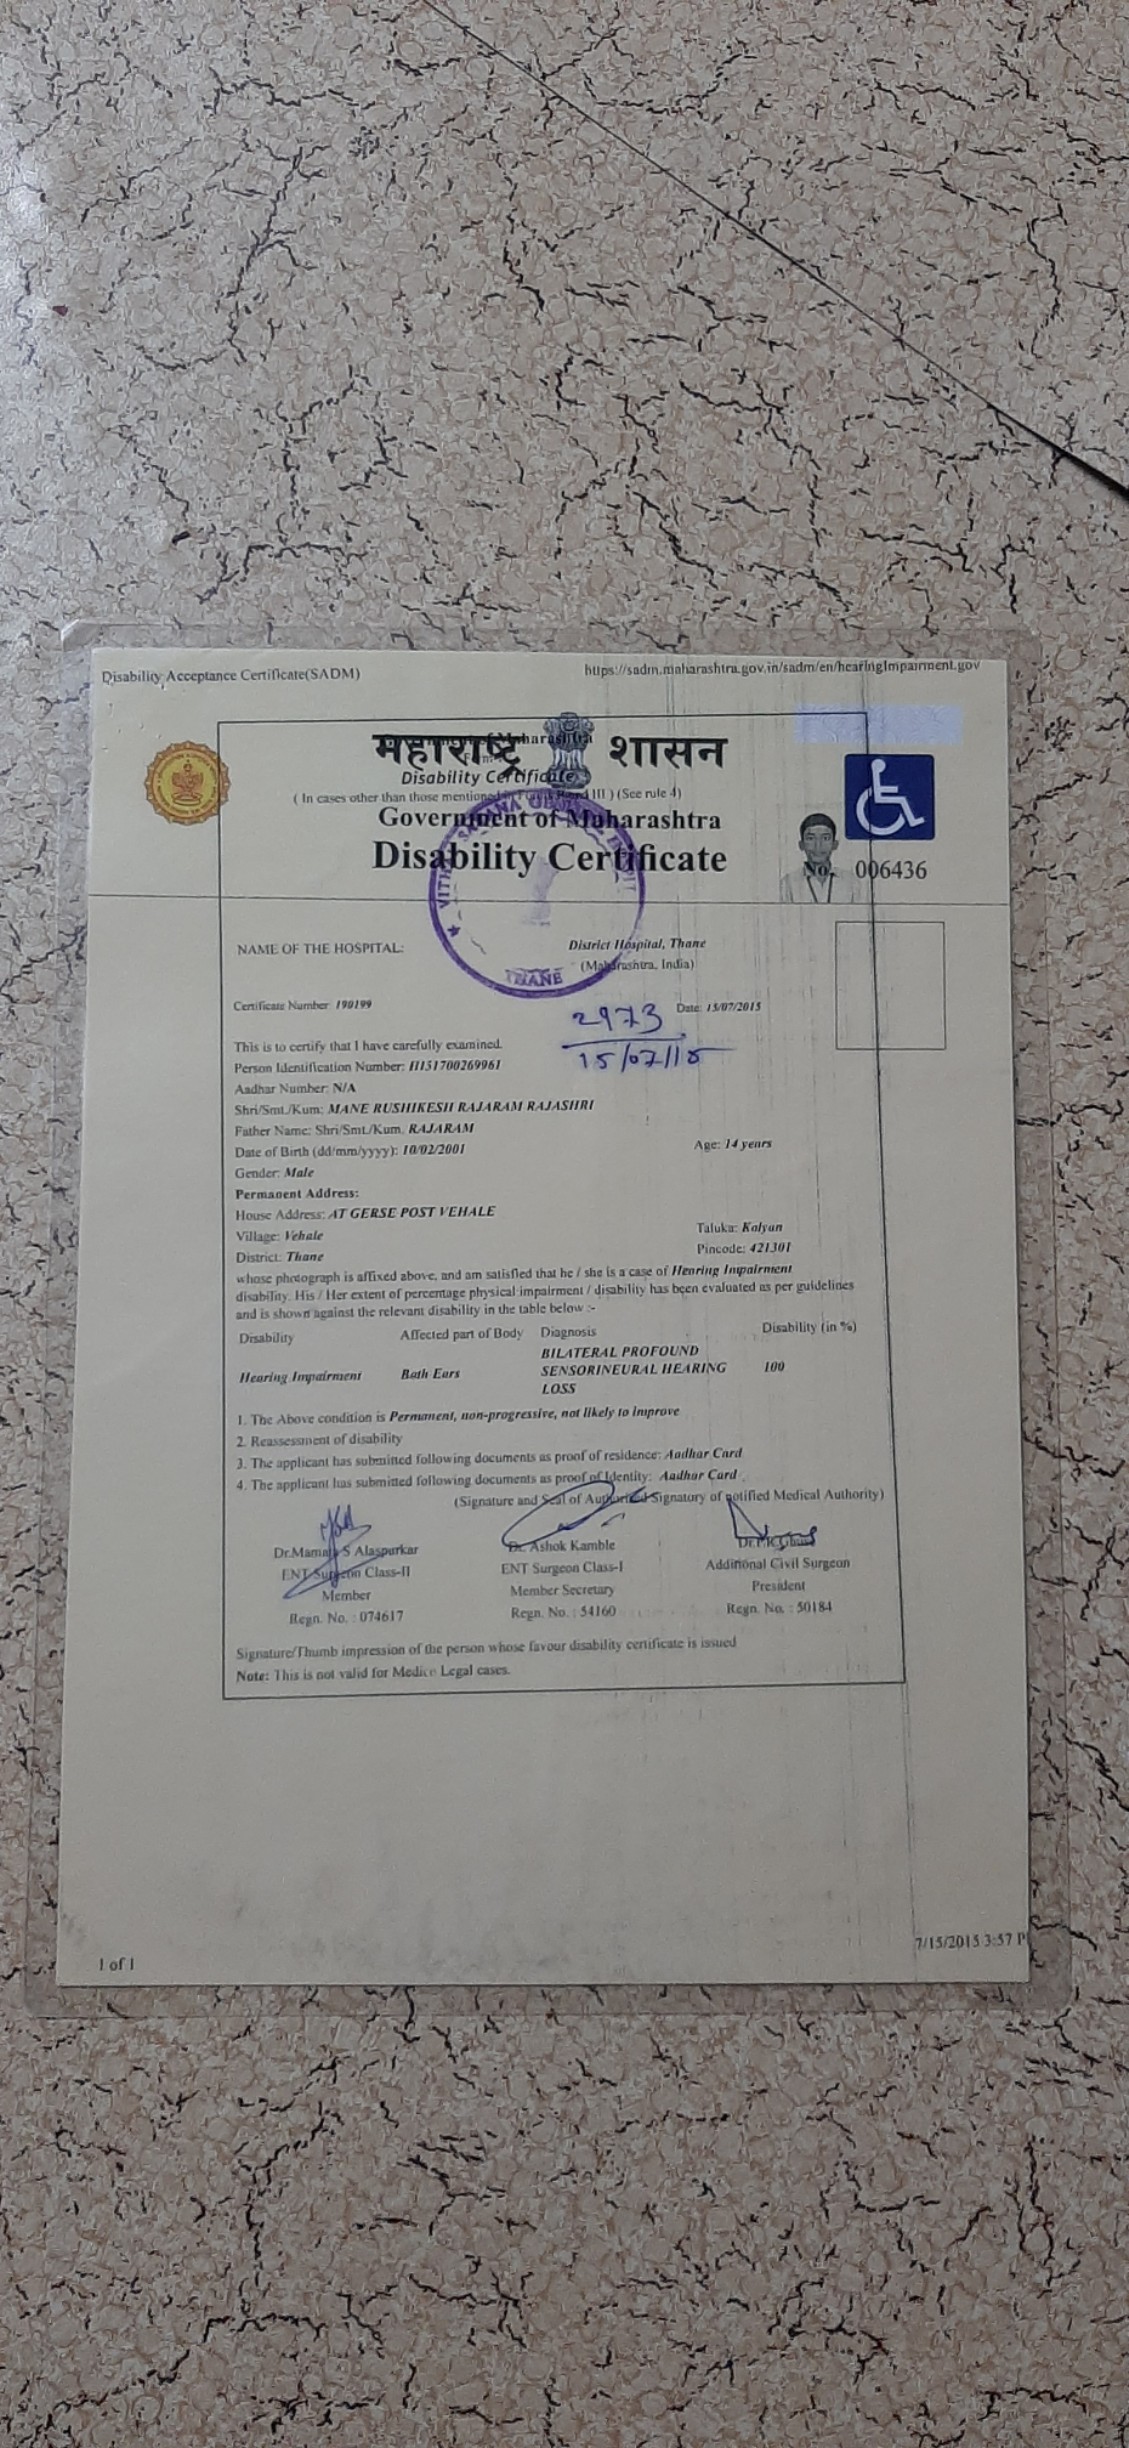 Disability Acceptance Certificate(SADM)
https://sadm.maharashtra.gov.in/sadm/en/hearingImpairment.gov
महाराष्ट्र शासन
Disability Certificate
( In cases other than those mentioned in III ) (See rule 4)
Government of Maharashtra
Disability Certificate
No. 006436
THANE
NAME OF THE HOSPITAL: District Hospital, Thane
(Maharashtra, India)
Certificate Number 190199 Date: 15/07/2015
2973
15/07/15
This is to certify that I have carefully examined.
Person Identification Number: HI51700269961
Aadhar Number: N/A
Shri/Smt./Kum: MANE RUSHIKESH RAJARAM RAJASHRI
Father Name: Shri/Smt./Kum. RAJARAM
Date of Birth (dd/mm/yyyy): 10/02/2001 Age: 14 years
Gender: Male
Permanent Address:
House Address: AT GERSE POST VEHALE
Village: Vehale Taluka: Kalyan
District: Thane Pincode: 421301
whose photograph is affixed above, and am satisfied that he / she is a case of Hearing Impairment
disability. His / Her extent of percentage physical impairment / disability has been evaluated as per guidelines
and is shown against the relevant disability in the table below :-
Disability Affected part of Body Diagnosis Disability (in %)
Hearing Impairment Both Ears BILATERAL PROFOUND SENSORINEURAL HEARING LOSS 100
1. The Above condition is Permanent, non-progressive, not likely to improve
2. Reassessment of disability
3. The applicant has submitted following documents as proof of residence: Aadhar Card
4. The applicant has submitted following documents as proof of Identity: Aadhar Card .
(Signature and Seal of Authorised Signatory of notified Medical Authority)
S Alaspurkar Dr. Ashok Kamble
ENT Surgeon Class-II ENT Surgeon Class-I Additional Civil Surgeon
Member Member Secretary President
Regn. No. : 074617 Regn. No. : 54160 Regn. No. : 50184
Signature/Thumb impression of the person whose favour disability certificate is issued
Note: This is not valid for Medico Legal cases.
1 of 1
7/15/2015 3:57 P